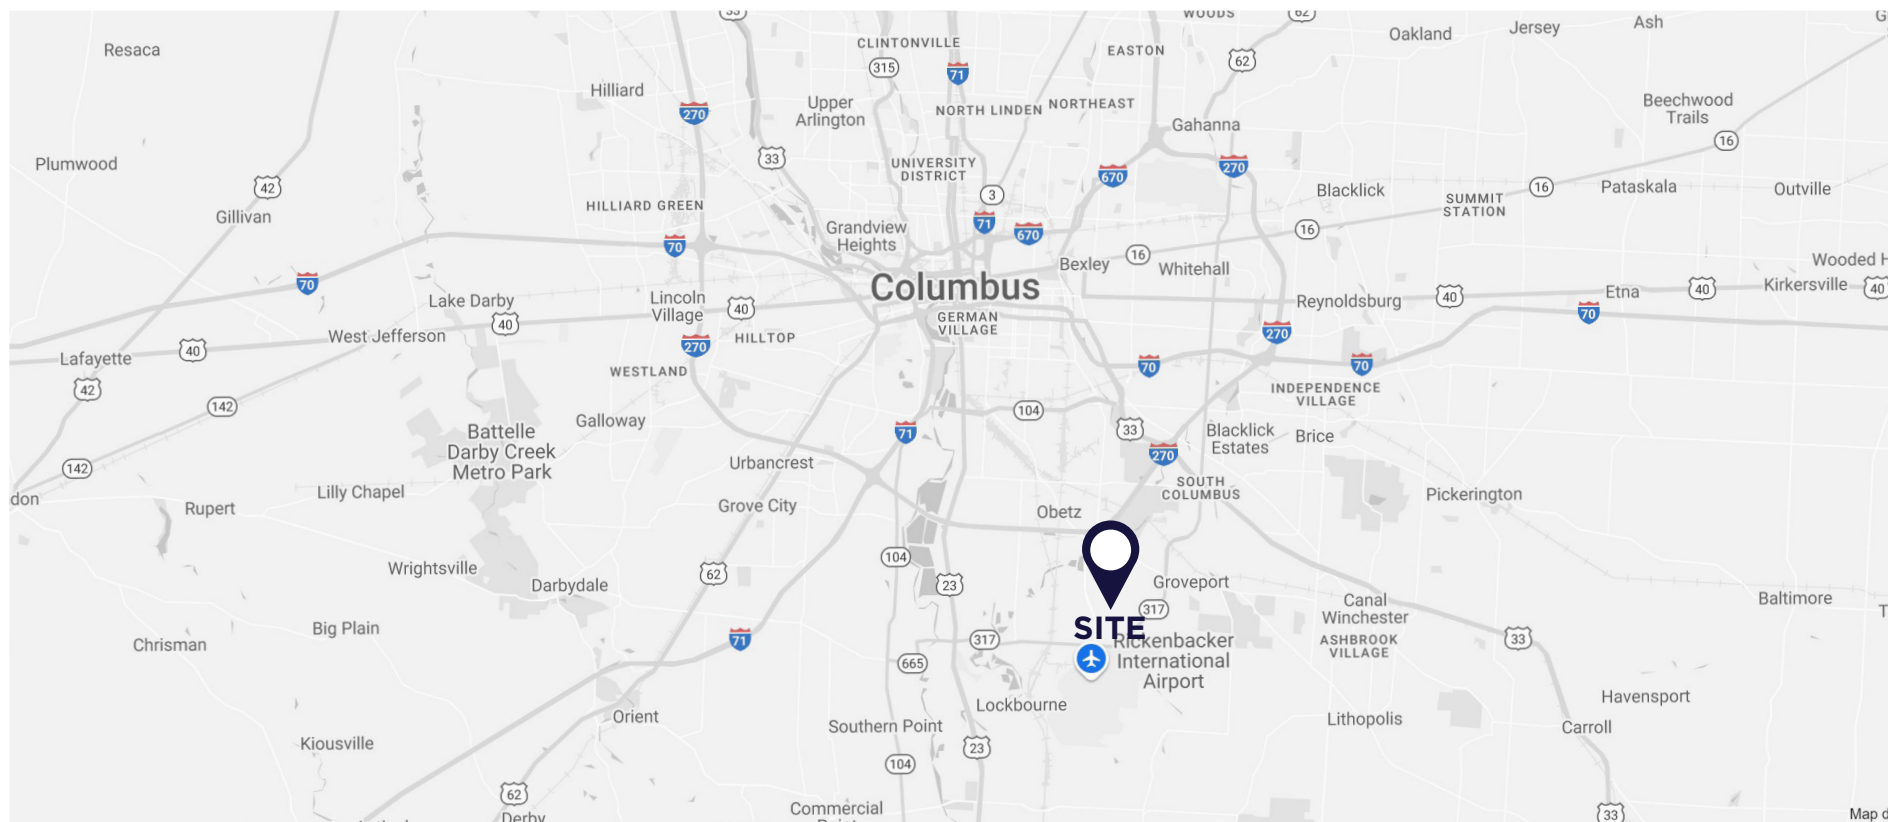 33
WOODS
62
Resaca
CLINTONVILLE
315
71
EASTON
62
Oakland
Jersey
Ash
G
Hilliard
270
Upper
Arlington
NORTH LINDEN
NORTHEAST
Gahanna
Beechwood
Trails
16
Plumwood
42
Gillivan
33
UNIVERSITY
DISTRICT
3
670
270
Blacklick
SUMMIT
STATION
16
Pataskala
Outville
HILLIARD GREEN
70
Grandview
Heights
71
670
16
16
Bexley
Whitehall
Wooded H
70
Lake Darby
40
Lincoln
Village
40
Columbus
GERMAN
VILLAGE
Reynoldsburg
40
Etna
40
Kirkersville
40
70
270
West Jefferson
Lafayette
40
42
142
270
HILLTOP
WESTLAND
70
70
INDEPENDENCE
VILLAGE
Galloway
71
104
33
Blacklick
Estates
Brice
Battelle
Darby Creek
Metro Park
142
don
Lilly Chapel
Rupert
Urbancrest
Grove City
270
SOUTH
COLUMBUS
Obetz
Pickerington
Wrightsville
Darbydale
62
104
23
Groveport
317
SITE
Canal
Winchester
ASHBROOK
VILLAGE
33
Baltimore
T
Chrisman
Big Plain
71
317
665
Rickenbacker
International
Airport
Lockbourne
Havensport
Lithopolis
Carroll
Kiousville
Orient
Southern Point
23
104
62
Derby
Commercial
33
Map d